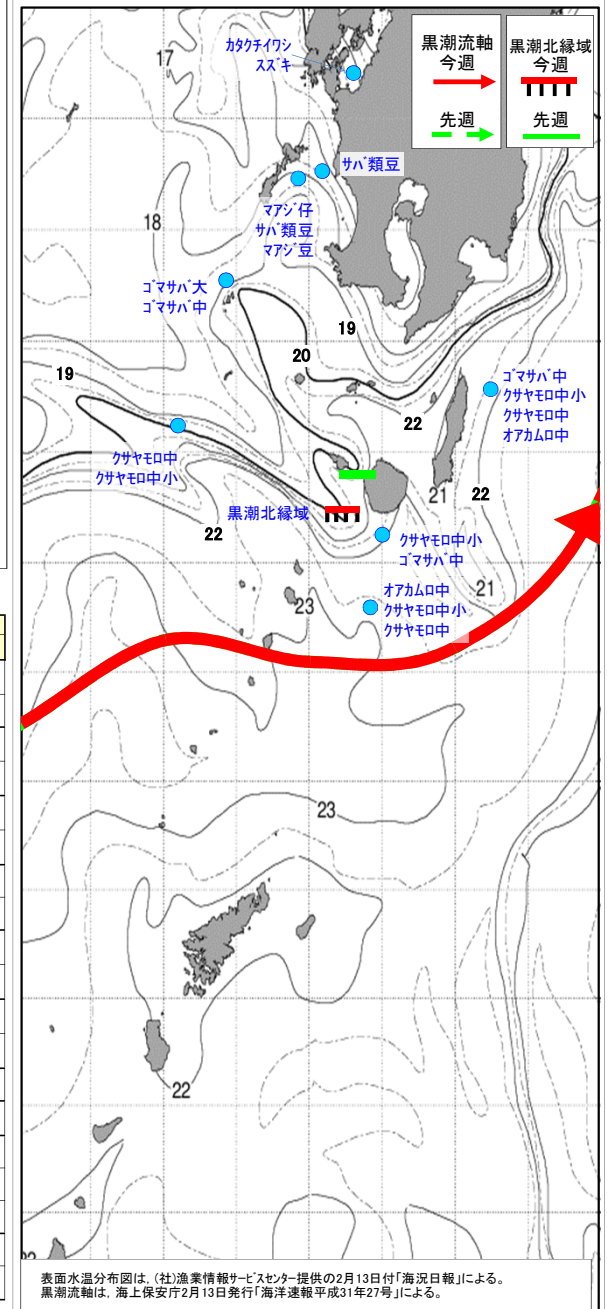 カタクチイワシ
スズキ
黒潮流軸
今週
先週
黒潮北縁域
今週
先週
17
サバ類豆
マアジ仔
サバ類豆
マアジ豆
18
ゴマサバ大
ゴマサバ中
19
20
19
22
ゴマサバ中
クサヤモロ中小
クサヤモロ中
オアカムロ中
クサヤモロ中
クサヤモロ中小
21
22
黒潮北縁域
22
クサヤモロ中小
ゴマサバ中
21
オアカムロ中
クサヤモロ中小
クサヤモロ中
23
23
22
表面水温分布図は、(社)漁業情報サービスセンター提供の2月13日付「海況日報」による。
黒潮流軸は、海上保安庁2月13日発行「海洋速報平成31年27号」による。